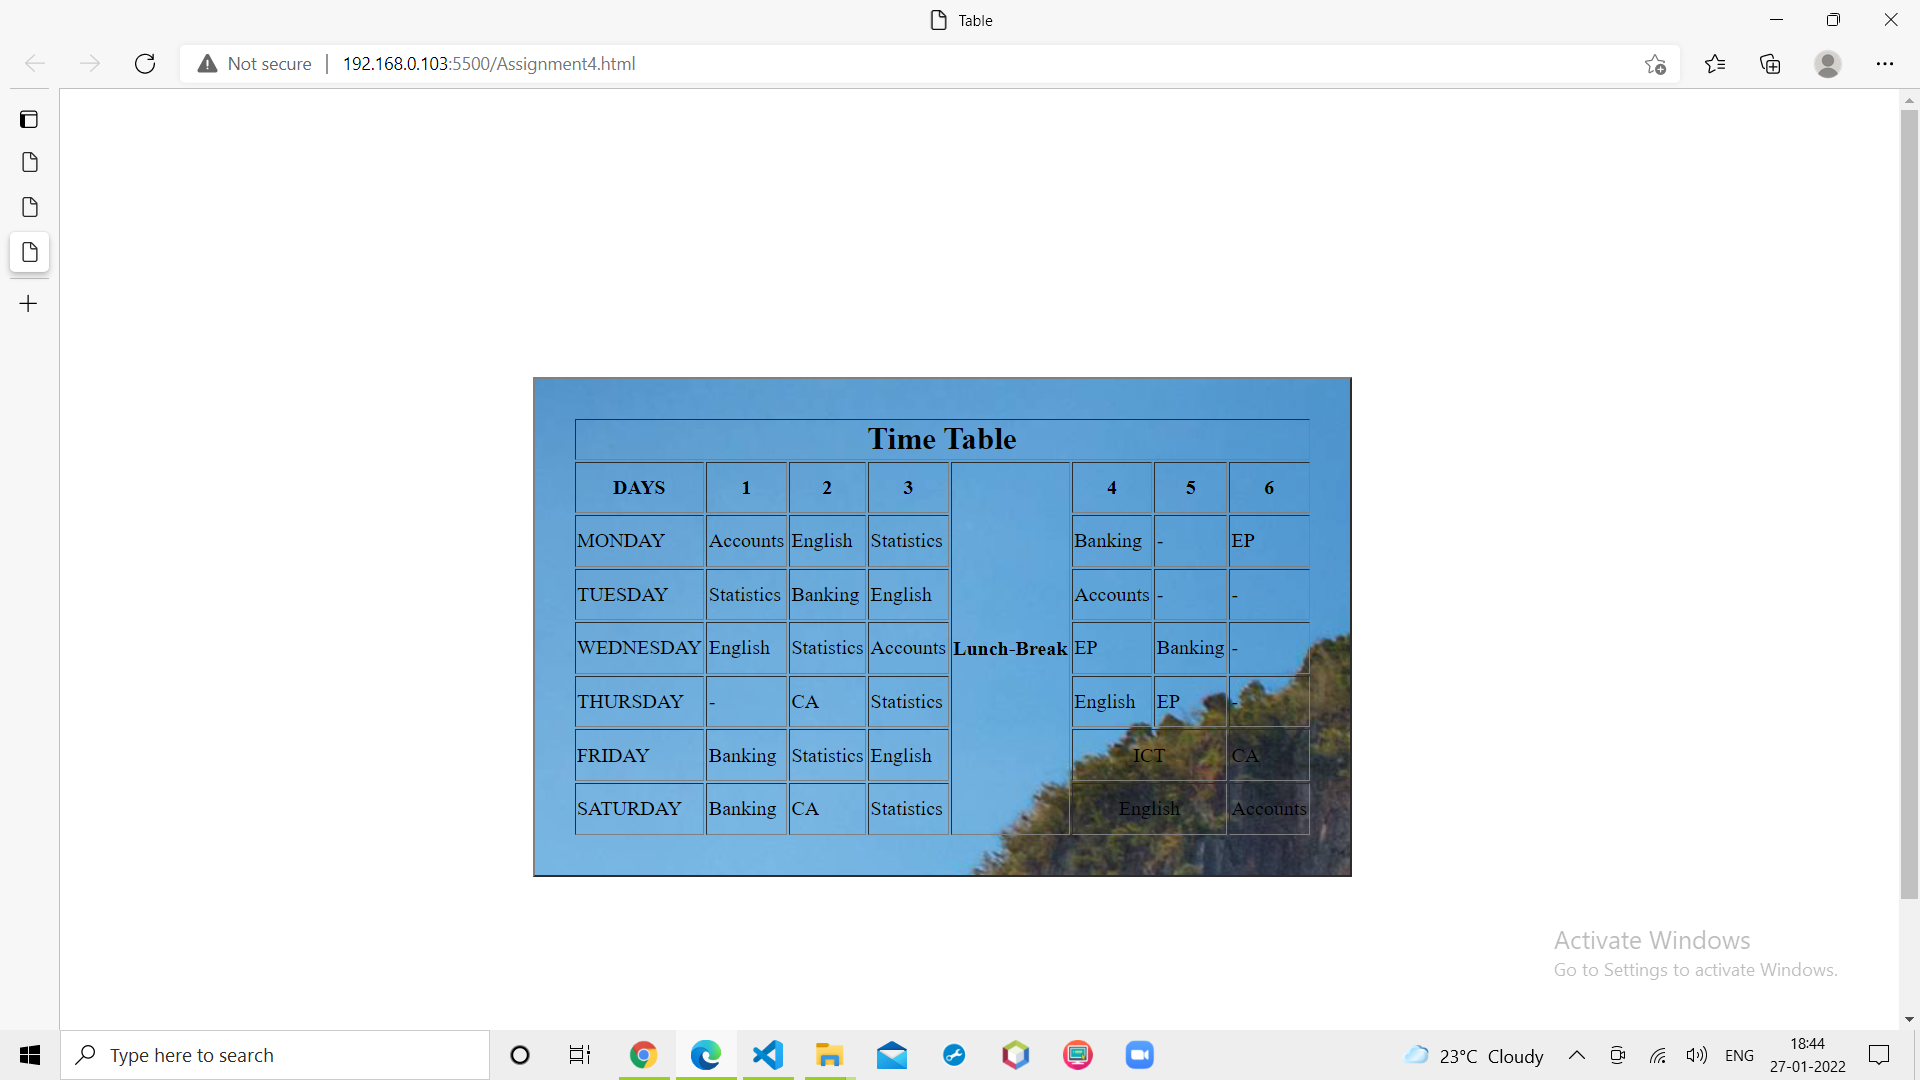 Table
Not secure 192.168.0.103:5500/Assignment4.html
Time Table
DAYS 1 2 3 Lunch-Break 4 5 6
MONDAY Accounts English Statistics Banking - EP
TUESDAY Statistics Banking English Accounts - -
WEDNESDAY English Statistics Accounts EP Banking -
THURSDAY - CA Statistics English EP -
FRIDAY Banking Statistics English ICT CA
SATURDAY Banking CA Statistics English Accounts
Activate Windows
Go to Settings to activate Windows.
Type here to search 23°C Cloudy ENG 18:44
27-01-2022